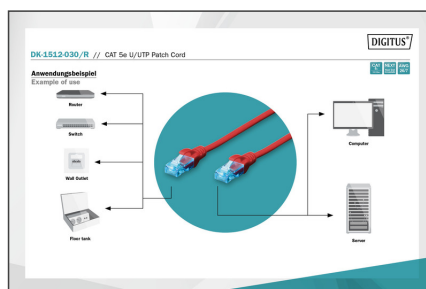 DIGITUS®
DK-1512-030/R // CAT 5e U/UTP Patch Cord
Anwendungsbeispiel
Example of use
Router
Switch
Wall Outlet
Floor tank
Computer
Server